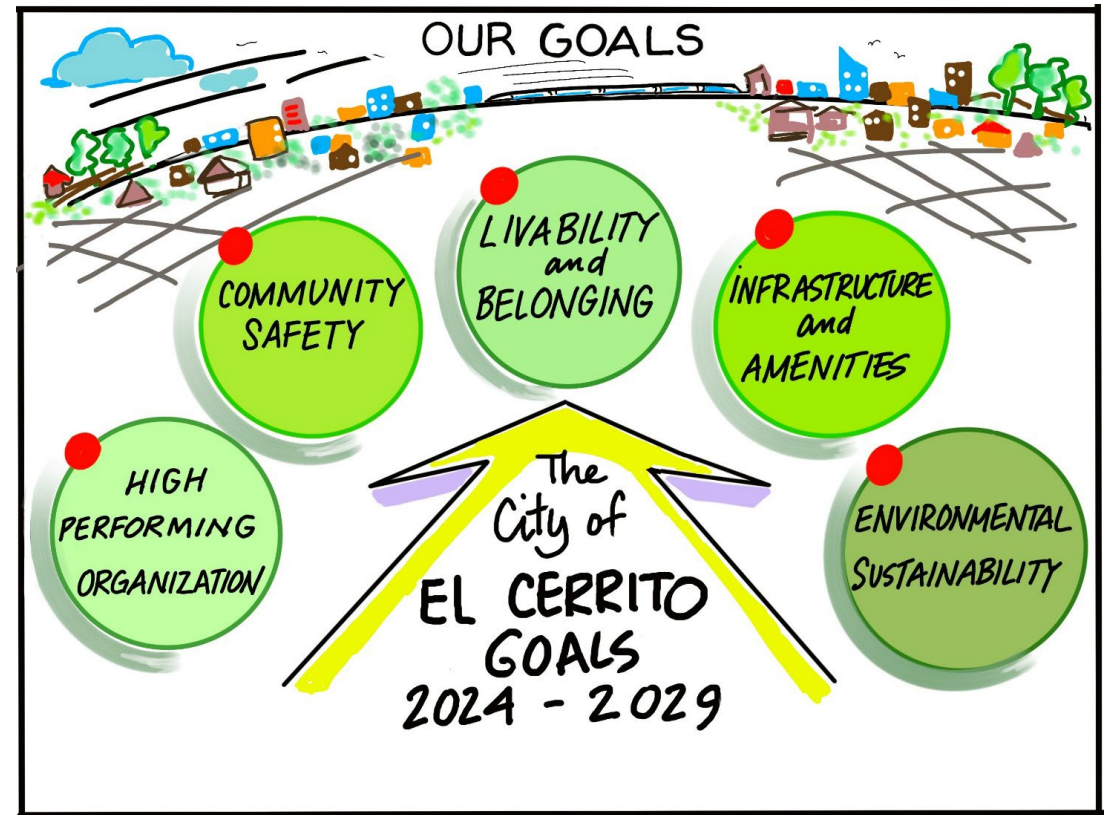 OUR GOALS
HIGH
PERFORMING
ORGANIZATION
COMMUNITY
SAFETY
LIVABILITY
and
BELONGING
INFRASTRUCTURE
and
AMENITIES
ENVIRONMENTAL
SUSTAINABILITY
The
City of
EL CERRITO
GOALS
2024 - 2029